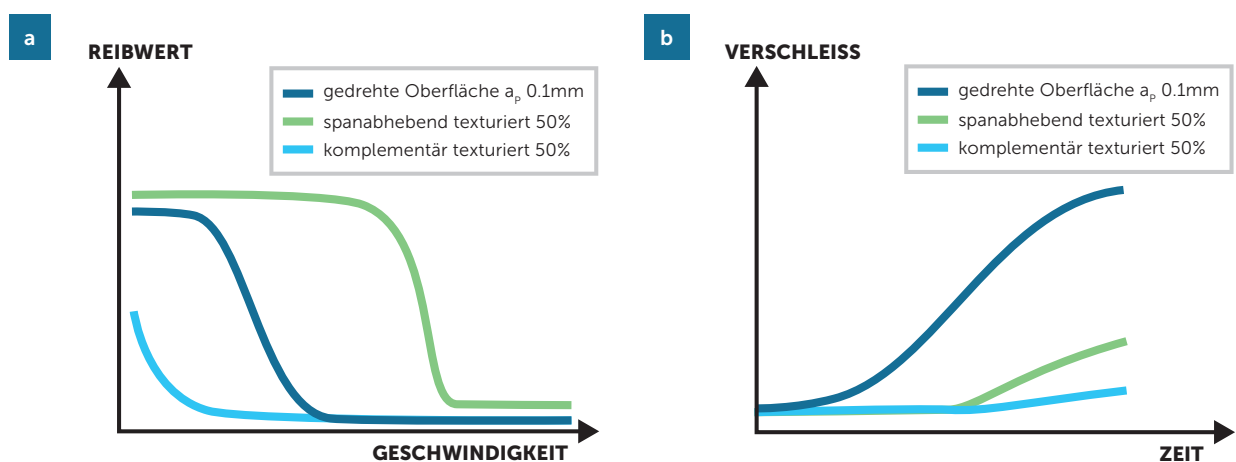 a
REIBWERT
gedrehte Oberfläche aₚ 0.1mm
spanabhebend texturiert 50%
komplementär texturiert 50%
GESCHWINDIGKEIT
b
VERSCHLEISS
gedrehte Oberfläche aₚ 0.1mm
spanabhebend texturiert 50%
komplementär texturiert 50%
ZEIT